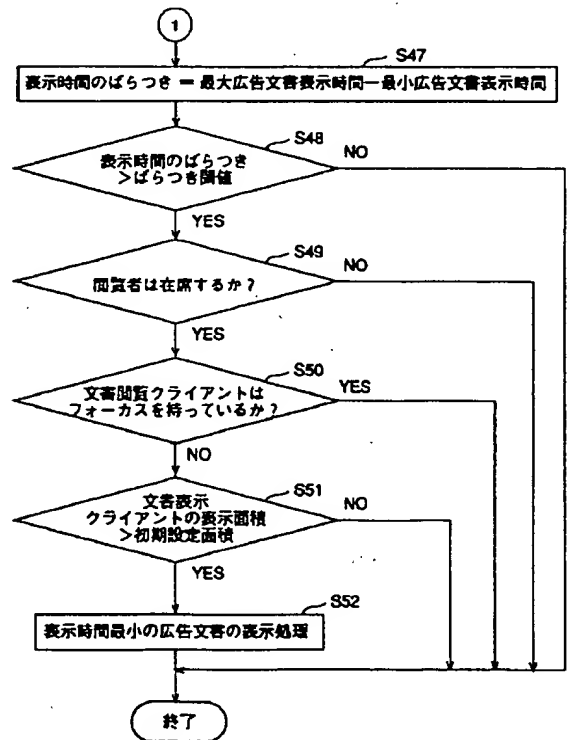 1
S47
表示時間のばらつき = 最大広告文書表示時間ー最小広告文書表示時間
S48
表示時間のばらつき
>ばらつき閾値
NO
YES
S49
閲覧者は在席するか?
NO
YES
S50
文書閲覧クライアントは
フォーカスを持っているか?
YES
NO
S51
文書表示
クライアントの表示面積
>初期設定面積
NO
YES
S52
表示時間最小の広告文書の表示処理
終了